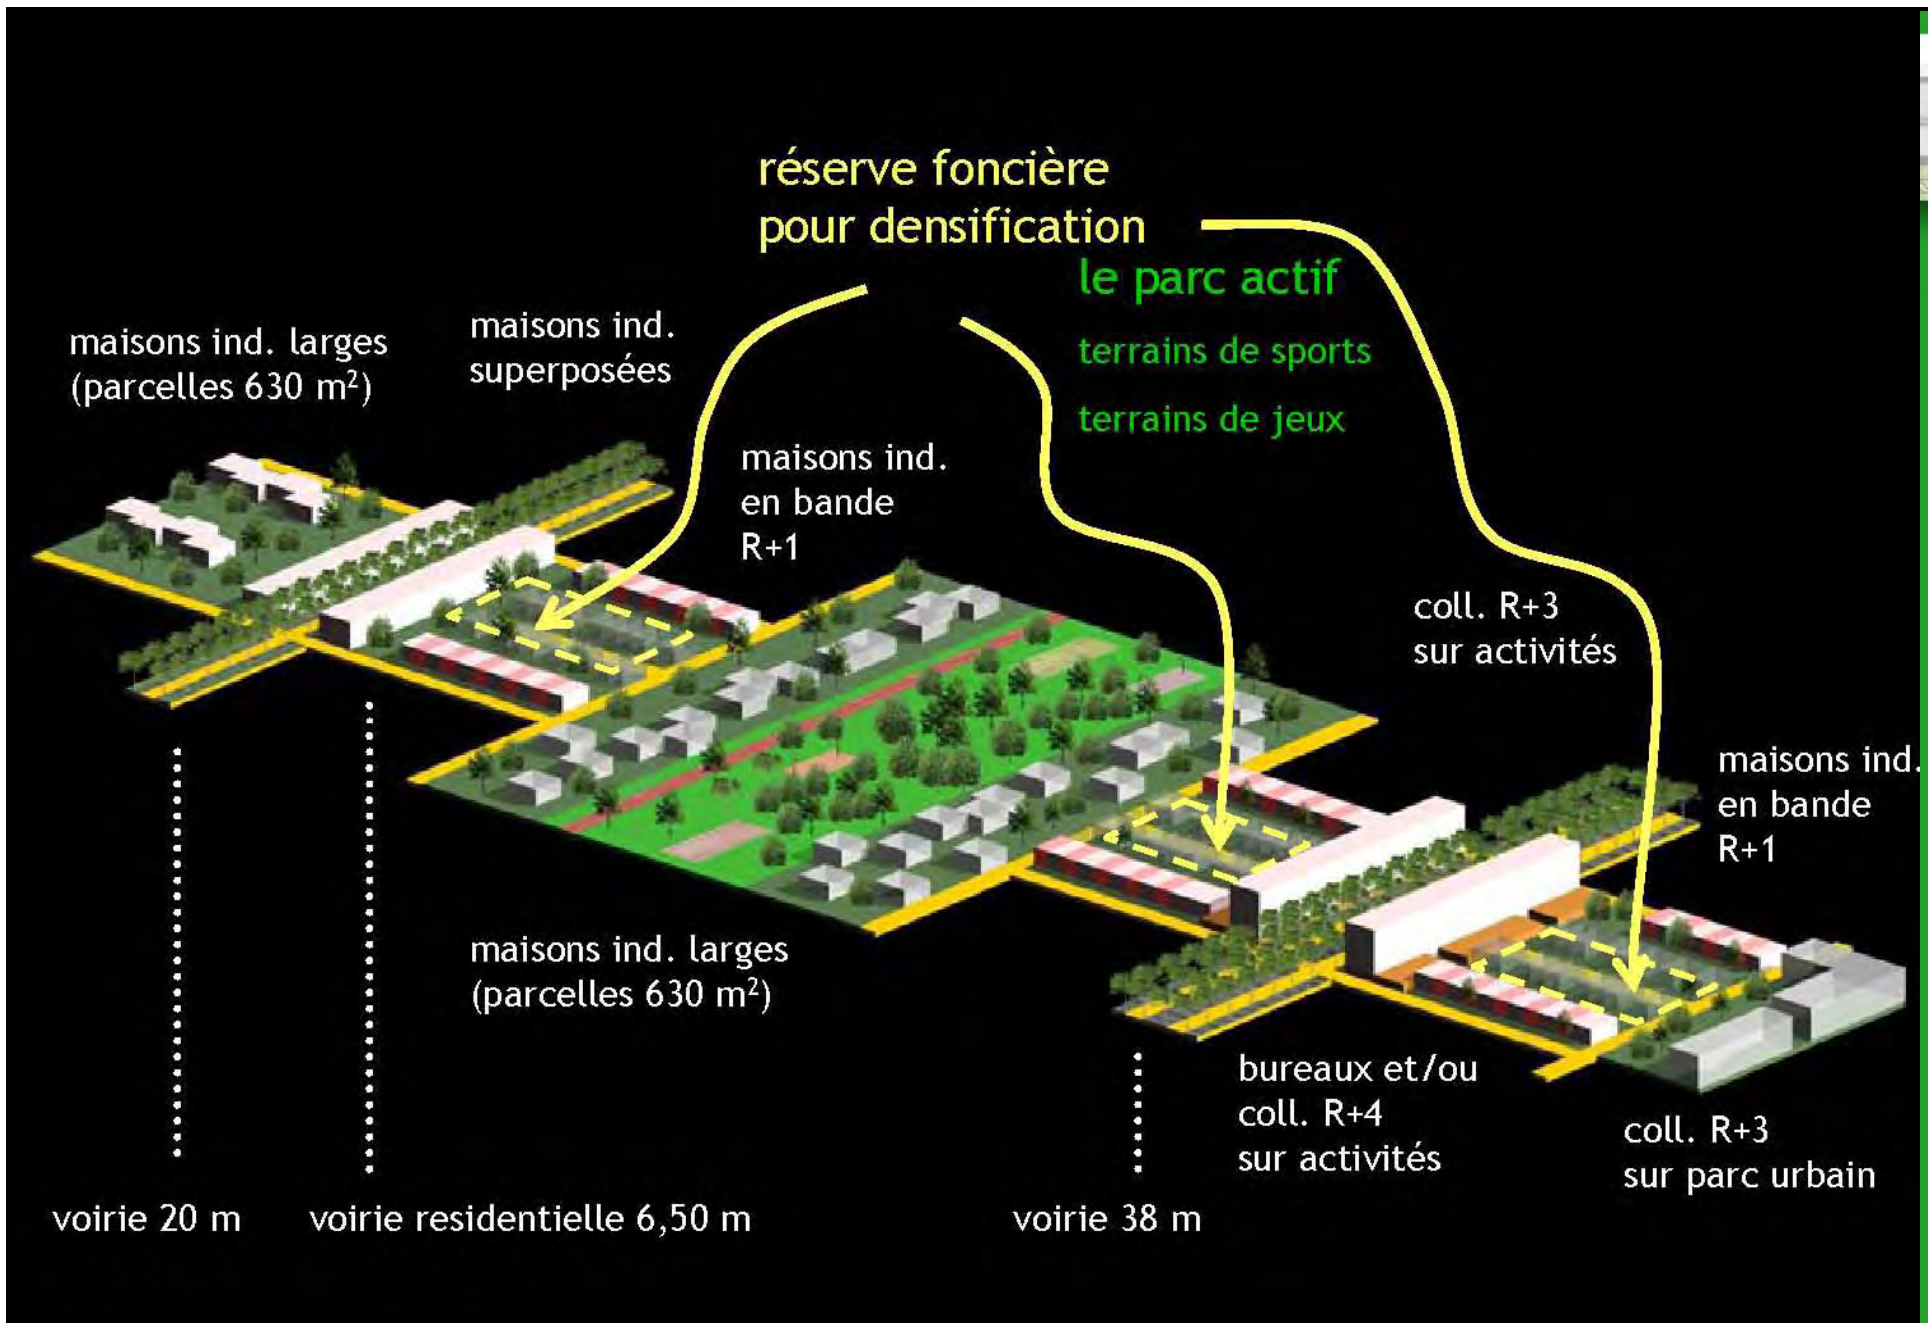 réserve foncière
pour densification
le parc actif
terrains de sports
terrains de jeux
maisons ind. larges
(parcelles 630 m²)
maisons ind.
superposées
maisons ind.
en bande
R+1
coll. R+3
sur activités
maisons ind.
en bande
R+1
maisons ind. larges
(parcelles 630 m²)
bureaux et/ou
coll. R+4
sur activités
coll. R+3
sur parc urbain
voirie 20 m
voirie residentielle 6,50 m
voirie 38 m